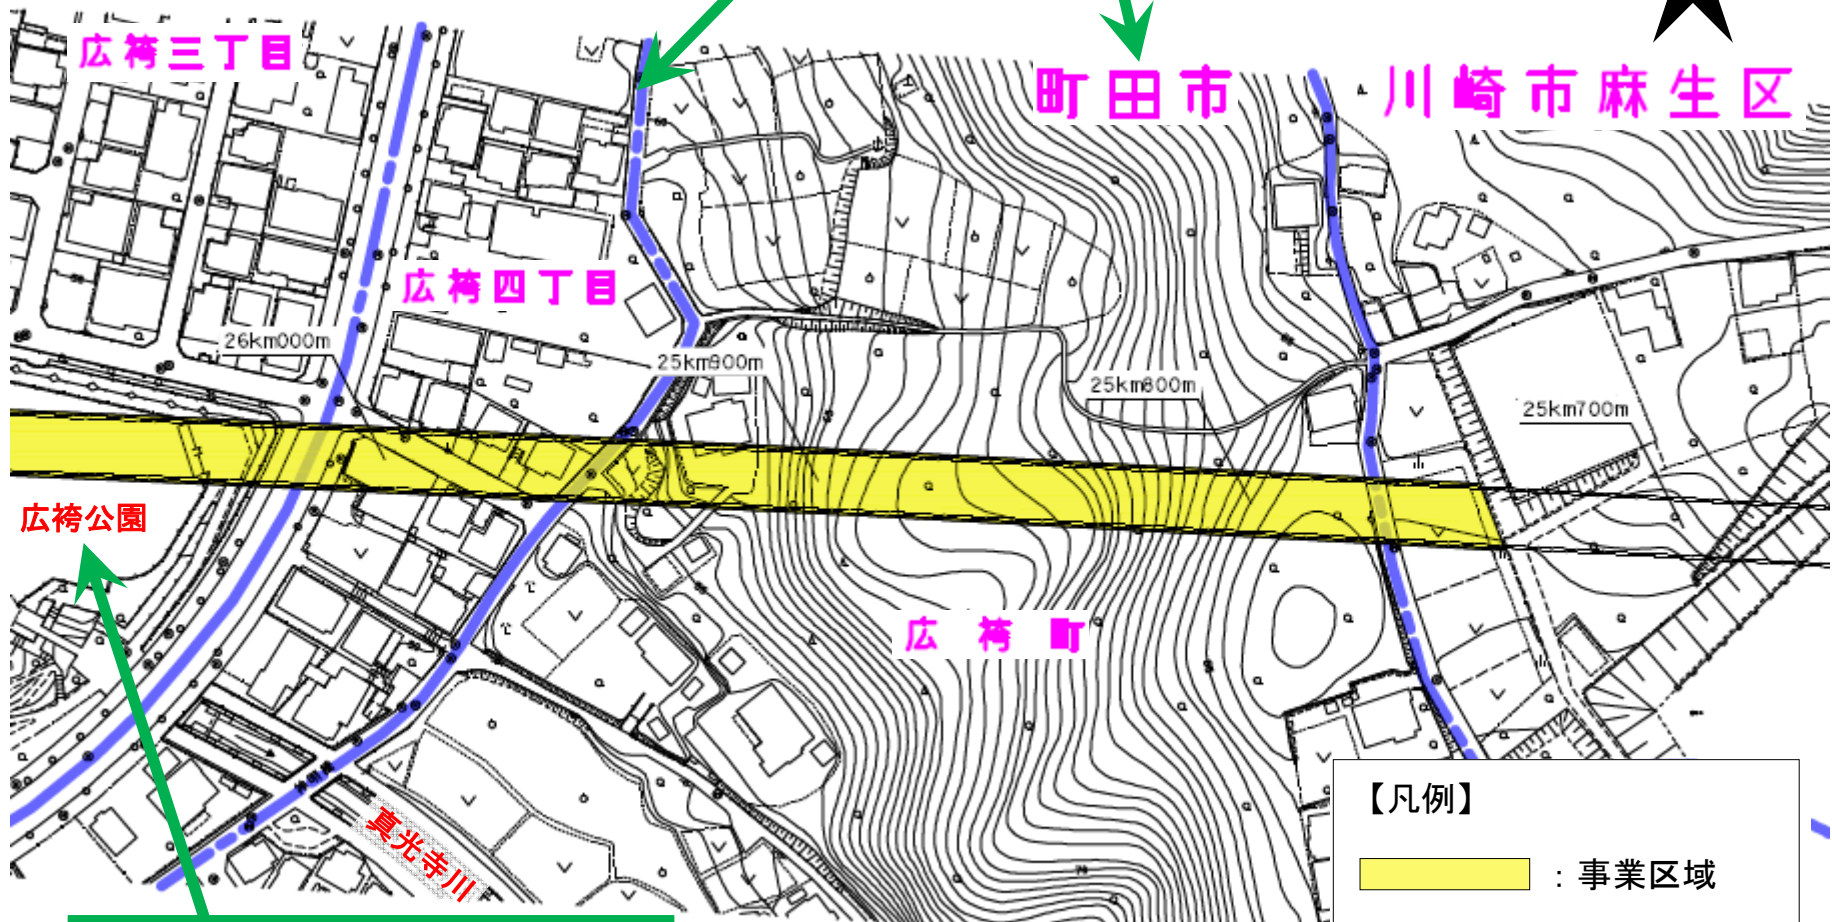 広袴三丁目
町田市
川崎市麻生区
広袴四丁目
26km000m
25km900m
25km800m
25km700m
広袴公園
広袴町
真光寺川
【凡例】
：事業区域